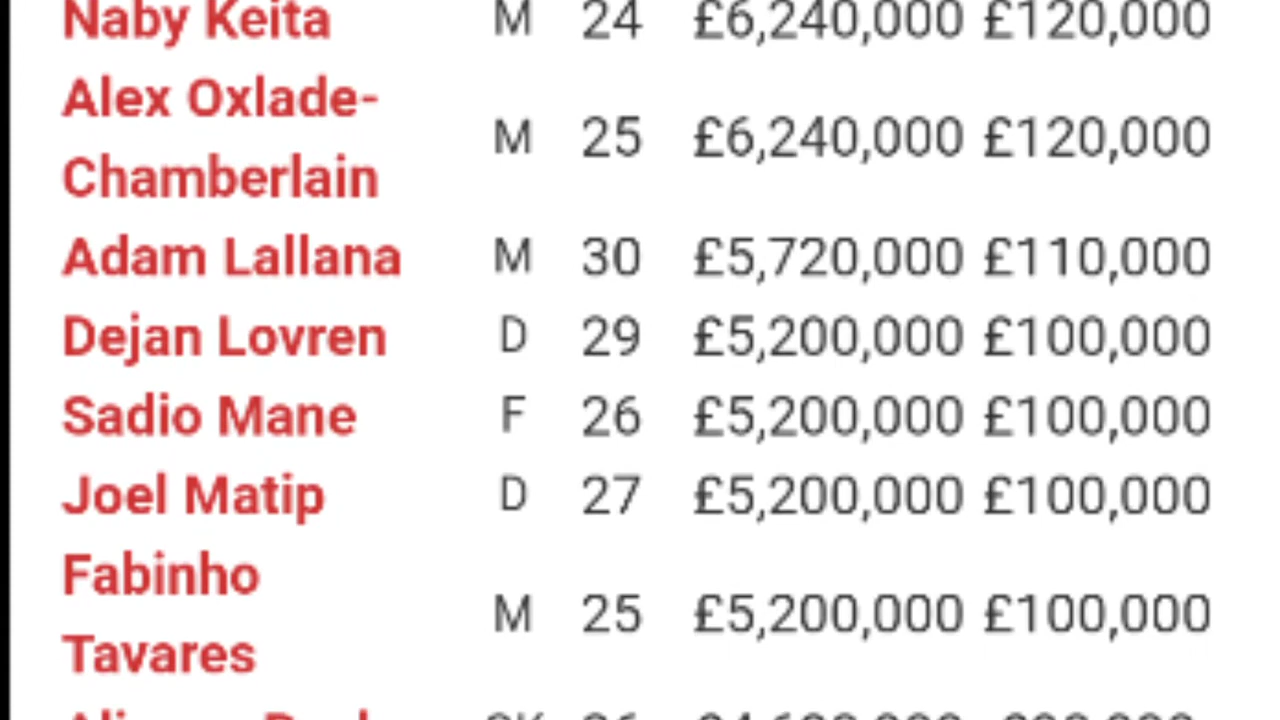 Naby Keita M 24 £6,240,000 £120,000
Alex Oxlade-
Chamberlain M 25 £6,240,000 £120,000
Adam Lallana M 30 £5,720,000 £110,000
Dejan Lovren D 29 £5,200,000 £100,000
Sadio Mane F 26 £5,200,000 £100,000
Joel Matip D 27 £5,200,000 £100,000
Fabinho
Tavares M 25 £5,200,000 £100,000